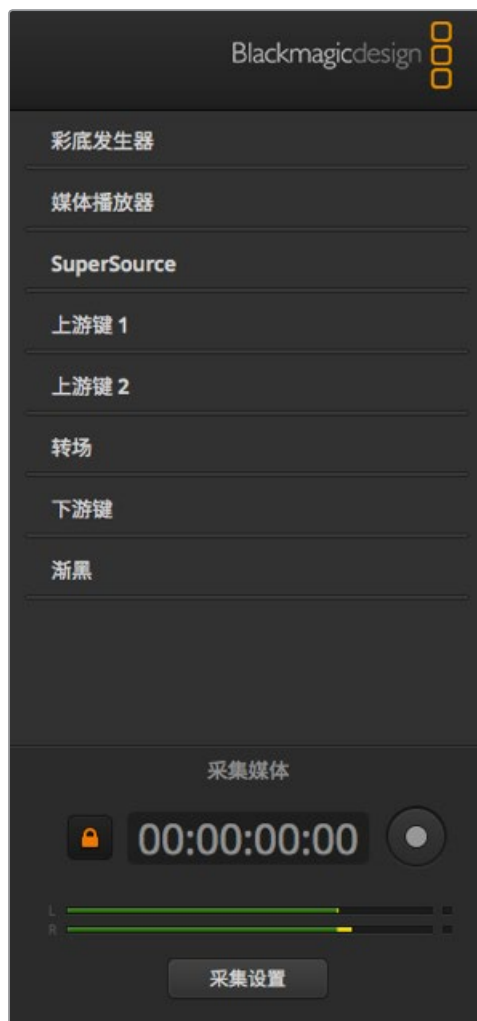 Blackmagicdesign
彩底发生器
媒体播放器
SuperSource
上游键 1
上游键 2
转场
下游键
渐黑
采集媒体
00:00:00:00
L
R
采集设置